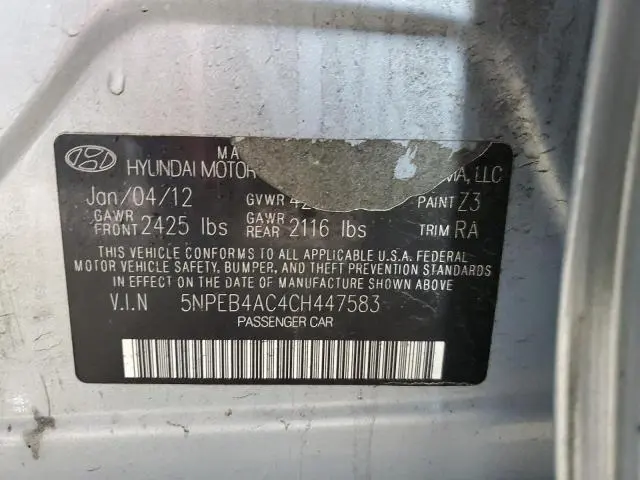 MA
HYUNDAI MOTOR LLC
Jan/04/12 GVWR PAINT Z3
GAWR FRONT 2425 lbs GAWR REAR 2116 lbs TRIM RA
THIS VEHICLE CONFORMS TO ALL APPLICABLE U.S.A. FEDERAL
MOTOR VEHICLE SAFETY, BUMPER, AND THEFT PREVENTION STANDARDS
IN EFFECT ON THE DATE OF MANUFACTURE SHOWN ABOVE
V.I.N 5NPEB4AC4CH447583
PASSENGER CAR